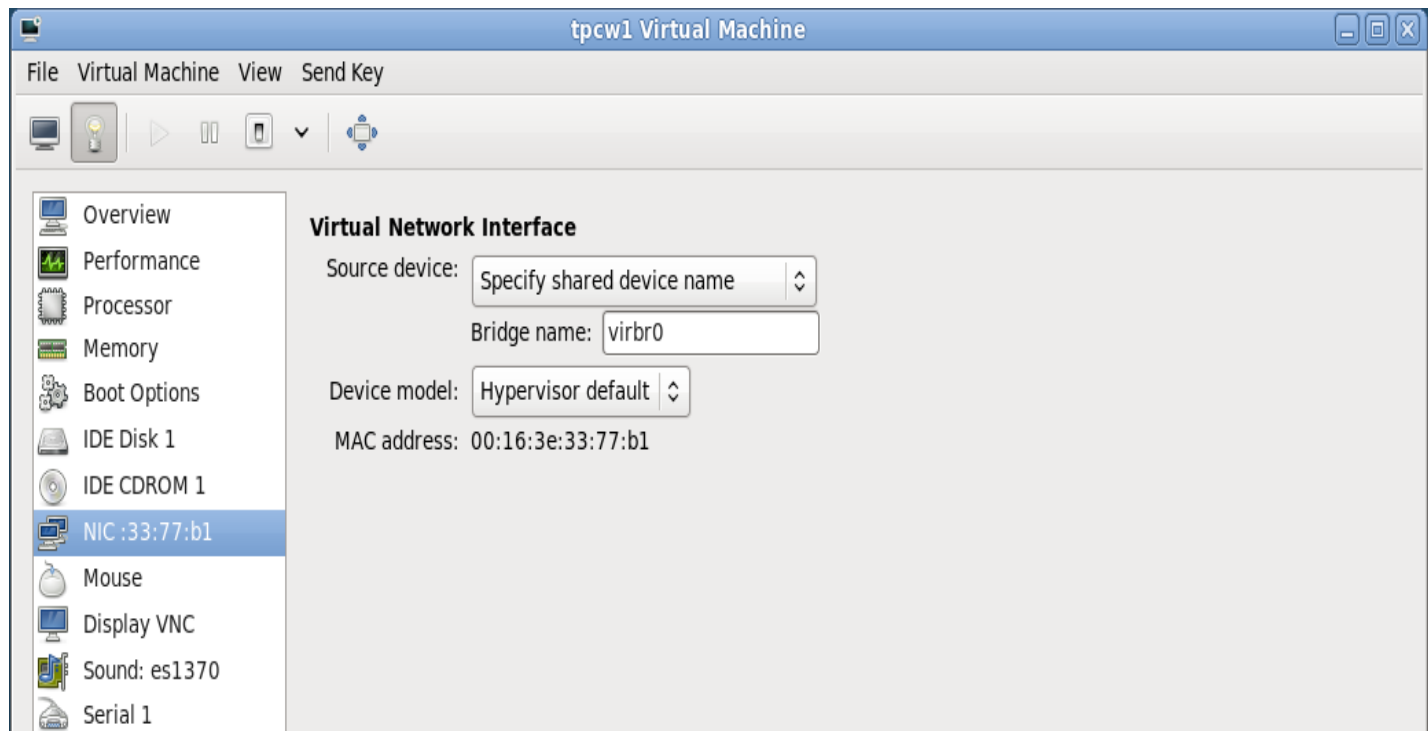 tpcw1 Virtual Machine
File Virtual Machine View Send Key
Overview
Performance
Processor
Memory
Boot Options
IDE Disk 1
IDE CDROM 1
NIC :33:77:b1
Mouse
Display VNC
Sound: es1370
Serial 1
Virtual Network Interface
Source device: Specify shared device name
Bridge name: virbr0
Device model: Hypervisor default
MAC address: 00:16:3e:33:77:b1